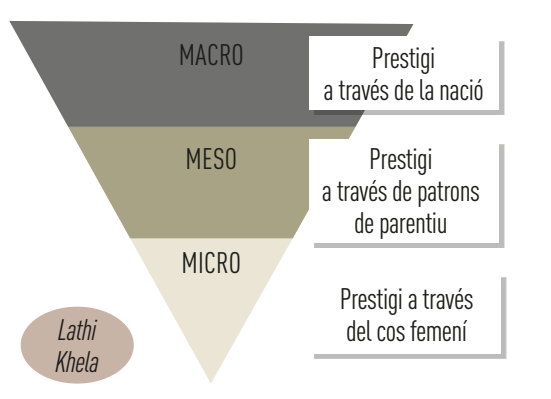 MACRO
Prestigi
a través de la nació
MESO
Prestigi
a través de patrons
de parentiu
MICRO
Prestigi a través
del cos femení
Lathi
Khela